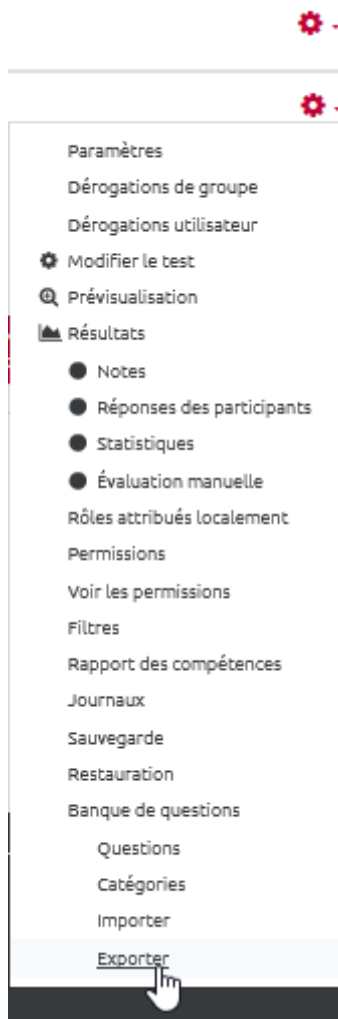 Paramètres
Dérogations de groupe
Dérogations utilisateur
Modifier le test
Prévisualisation
Résultats
Notes
Réponses des participants
Statistiques
Évaluation manuelle
Rôles attribués localement
Permissions
Voir les permissions
Filtres
Rapport des compétences
Journaux
Sauvegarde
Restauration
Banque de questions
Questions
Catégories
Importer
Exporter